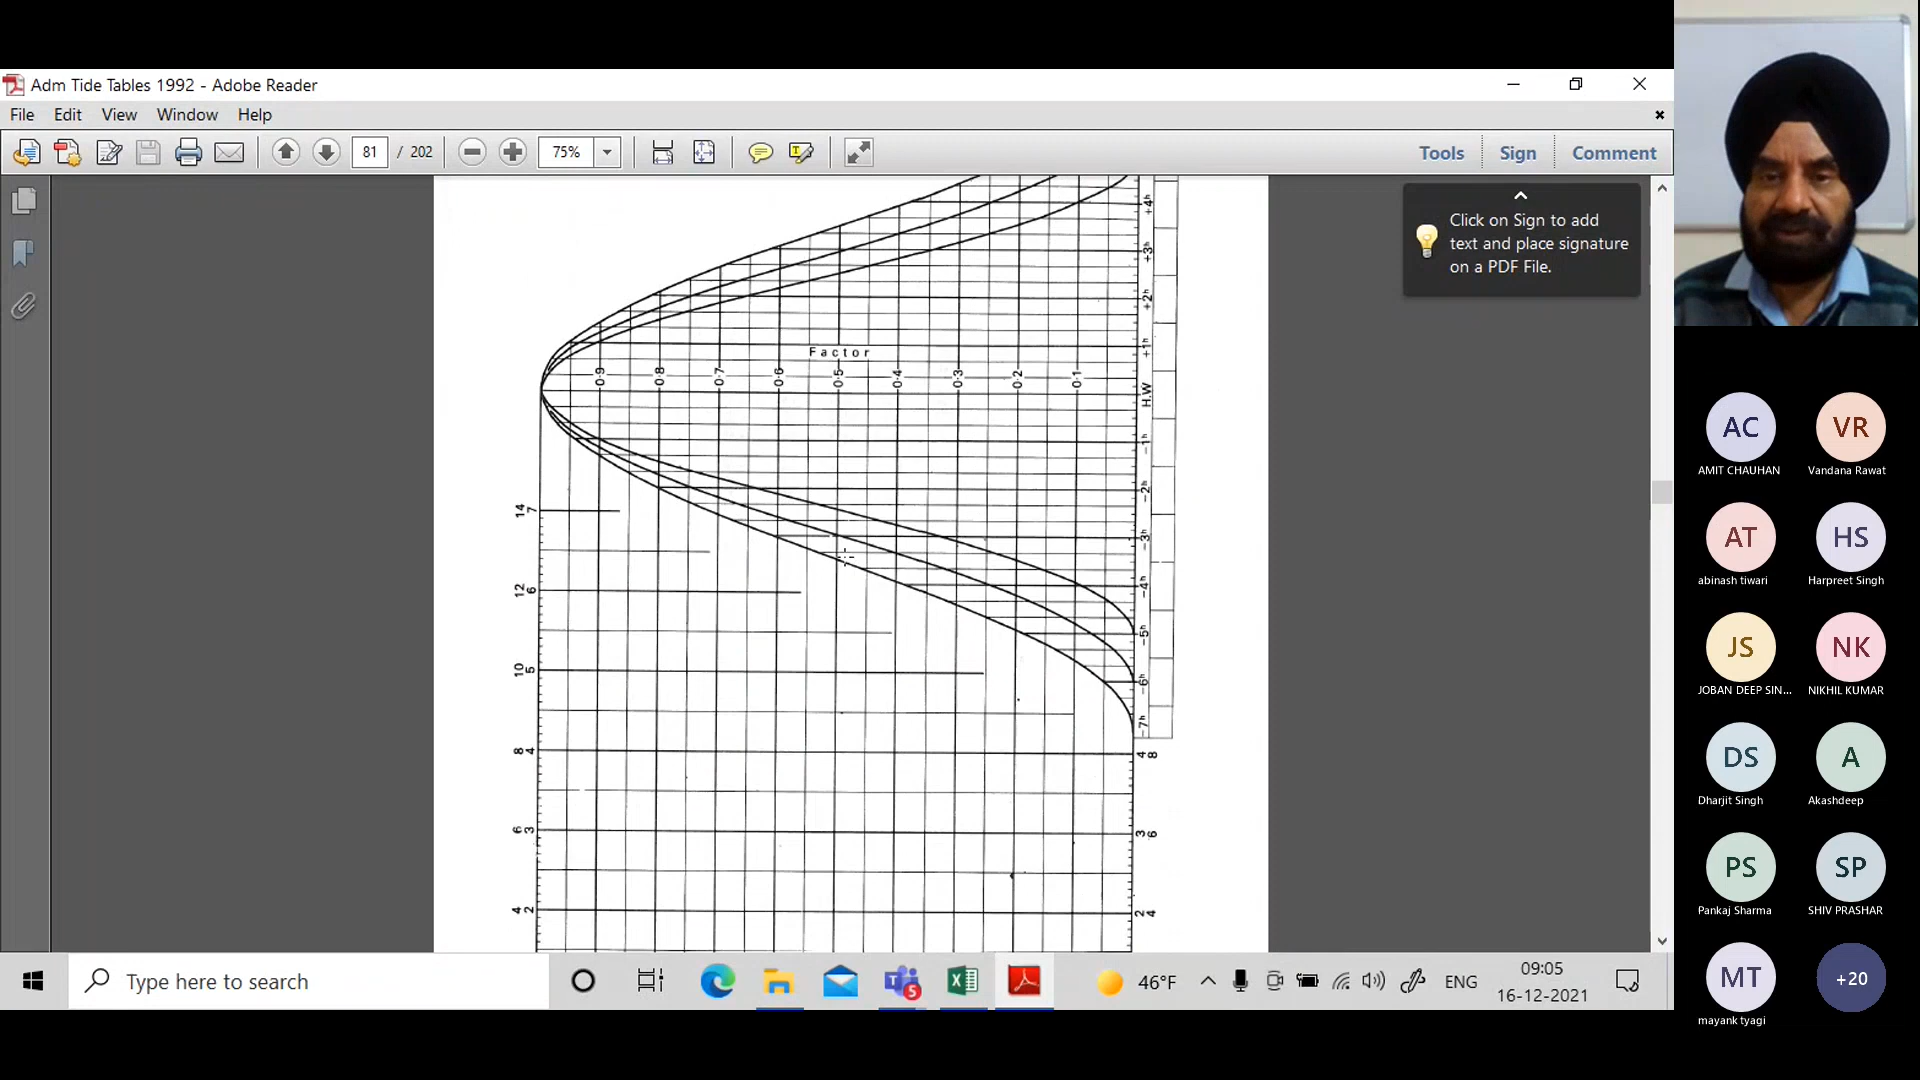 Adm Tide Tables 1992 - Adobe Reader
File Edit View Window Help
81 / 202 75% Tools Sign Comment
Click on Sign to add
text and place signature
on a PDF File.
Factor
0·9 0·8 0·7 0·6 0·5 0·4 0·3 0·2 0·1
+4h
+3h
+2h
+1h
H.W
-1h
-2h
-3h
-4h
-5h
-6h
-7h
14 7
12 6
10 5
8 4
6 3
4 2
4 8
3 6
2 4
AC VR
AMIT CHAUHAN Vandana Rawat
AT HS
abinash tiwari Harpreet Singh
JS NK
JOBAN DEEP SIN... NIKHIL KUMAR
DS A
Dharjit Singh Akashdeep
PS SP
Pankaj Sharma SHIV PRASHAR
MT +20
mayank tyagi
Type here to search
5
46°F
ENG
09:05
16-12-2021